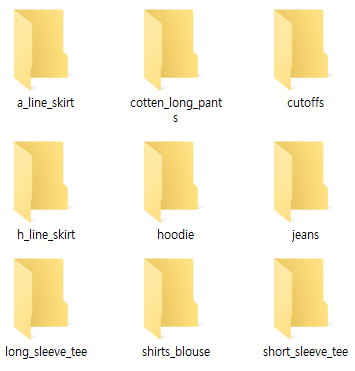 a_line_skirt
cotten_long_pant
s
cutoffs
h_line_skirt
hoodie
jeans
long_sleeve_tee
shirts_blouse
short_sleeve_tee